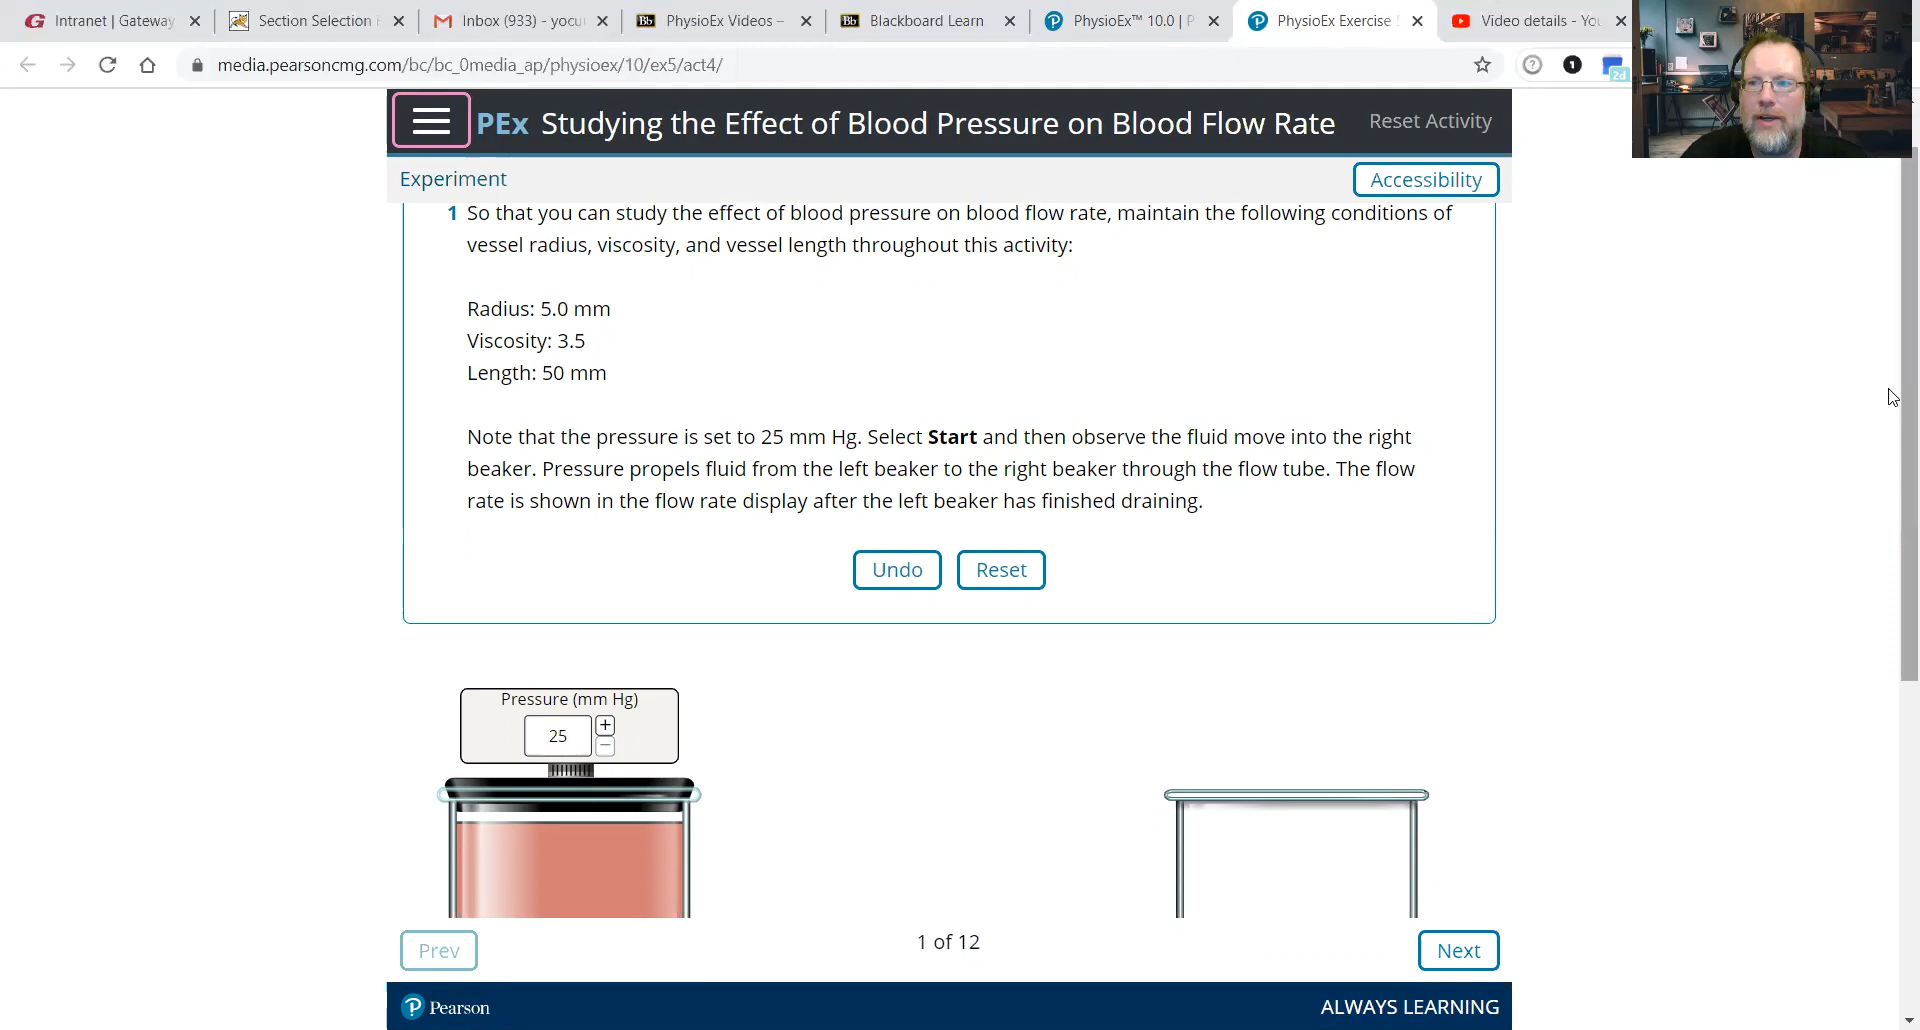 Intranet | Gateway
Section Selection
Inbox (933) - yocu
PhysioEx Videos –
Blackboard Learn
PhysioEx™ 10.0 | P
PhysioEx Exercise
Video details - You
media.pearsoncmg.com/bc/bc_0media_ap/physioex/10/ex5/act4/
2d
PEx Studying the Effect of Blood Pressure on Blood Flow Rate
Reset Activity
Experiment
Accessibility
1 So that you can study the effect of blood pressure on blood flow rate, maintain the following conditions of
vessel radius, viscosity, and vessel length throughout this activity:
Radius: 5.0 mm
Viscosity: 3.5
Length: 50 mm
Note that the pressure is set to 25 mm Hg. Select Start and then observe the fluid move into the right
beaker. Pressure propels fluid from the left beaker to the right beaker through the flow tube. The flow
rate is shown in the flow rate display after the left beaker has finished draining.
Undo
Reset
Pressure (mm Hg)
25
+
−
Prev
1 of 12
Next
Pearson
ALWAYS LEARNING